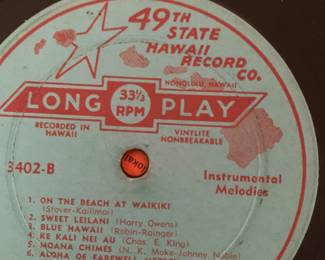 49TH
STATE
HAWAII
RECORD
CO.
HONOLULU, HAWAII
LONG 33⅓ RPM PLAY
RECORDED IN HAWAII
VINYLITE NONBREAKABLE
3402-B
Instrumental
Melodies
1. ON THE BEACH AT WAIKIKI
(Stover-Kailimai)
2. SWEET LEILANI (Harry Owens)
3. BLUE HAWAII (Robin-Rainger)
4. KE KALI NEI AU (Chas. E. King)
5. MOANA CHIMES (M. K. Moke-Johnny Noble)
6. ALOHA OE FAREWELL